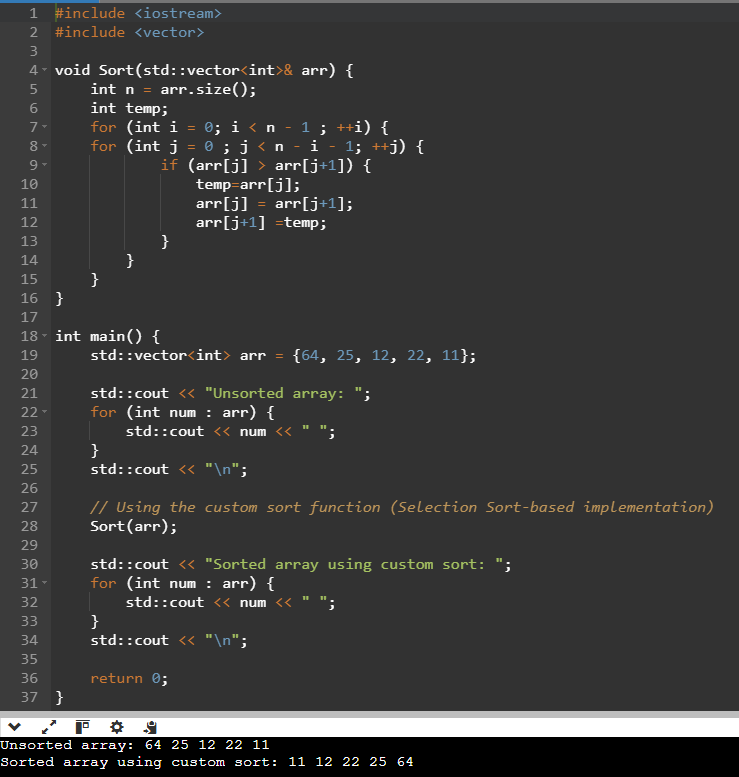 1 #include <iostream>
2 #include <vector>
3
4 void Sort(std::vector<int>& arr) {
5     int n = arr.size();
6     int temp;
7     for (int i = 0; i < n - 1 ; ++i) {
8     for (int j = 0 ; j < n - i - 1; ++j) {
9             if (arr[j] > arr[j+1]) {
10                 temp=arr[j];
11                 arr[j] = arr[j+1];
12                 arr[j+1] =temp;
13             }
14         }
15     }
16 }
17
18 int main() {
19     std::vector<int> arr = {64, 25, 12, 22, 11};
20
21     std::cout << "Unsorted array: ";
22     for (int num : arr) {
23         std::cout << num << " ";
24     }
25     std::cout << "\n";
26
27     // Using the custom sort function (Selection Sort-based implementation)
28     Sort(arr);
29
30     std::cout << "Sorted array using custom sort: ";
31     for (int num : arr) {
32         std::cout << num << " ";
33     }
34     std::cout << "\n";
35
36     return 0;
37 }
Unsorted array: 64 25 12 22 11
Sorted array using custom sort: 11 12 22 25 64